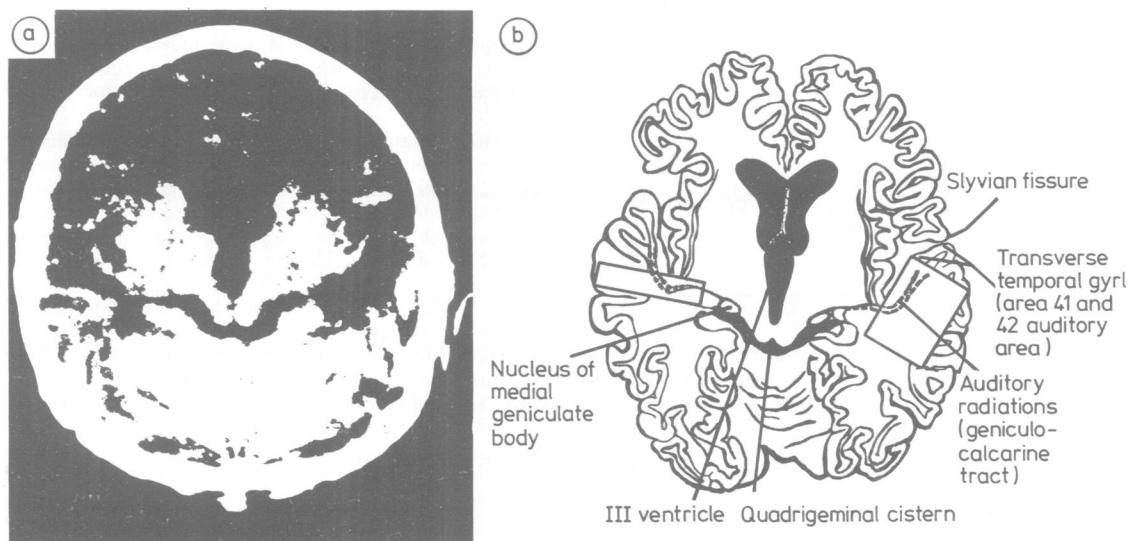 a
b
Slyvian fissure
Transverse
temporal gyrl
(area 41 and
42 auditory
area)
Nucleus of
medial
geniculate
body
Auditory
radiations
(geniculo-
calcarine
tract)
III ventricle
Quadrigeminal cistern